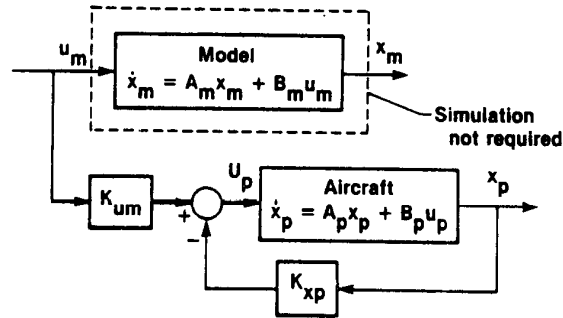 u_m
Model
ẋ_m = A_m x_m + B_m u_m
x_m
Simulation
not required
K_um
+
−
U_p
Aircraft
ẋ_p = A_p x_p + B_p u_p
x_p
K_xp